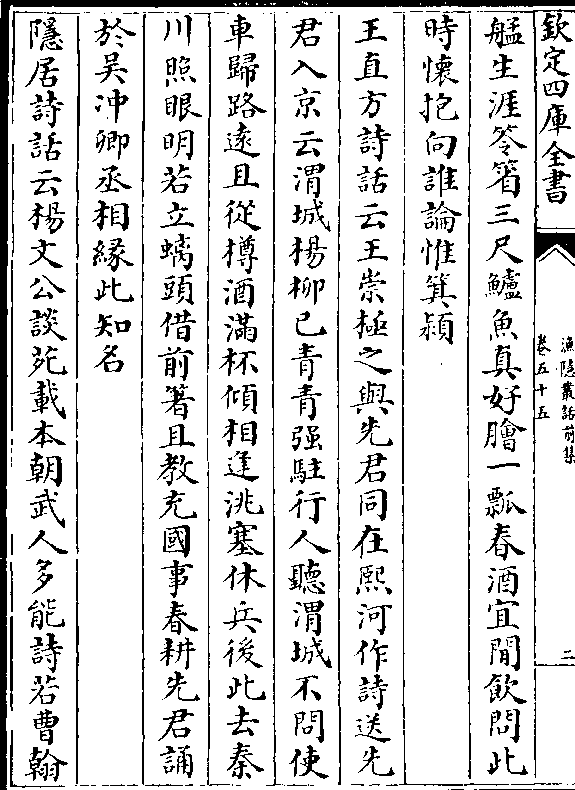 欽定四庫全書
漁隱叢話前集
卷五十五
二
艋生涯笭箵三尺鱸魚真好膾一瓢春酒宜閒飲問此
時懷抱向誰論惟箕潁
王直方詩話云王崇極之與先君同在熙河作詩送先
君入京云渭城楊柳已青青强駐行人聽渭城不問使
車歸路遠且從樽酒滿杯傾相逢洮塞休兵後此去秦
川照眼明若立螭頭借前箸且教充國事春耕先君誦
於吳冲卿丞相緣此知名
隱居詩話云楊文公談苑載本朝武人多能詩若曹翰